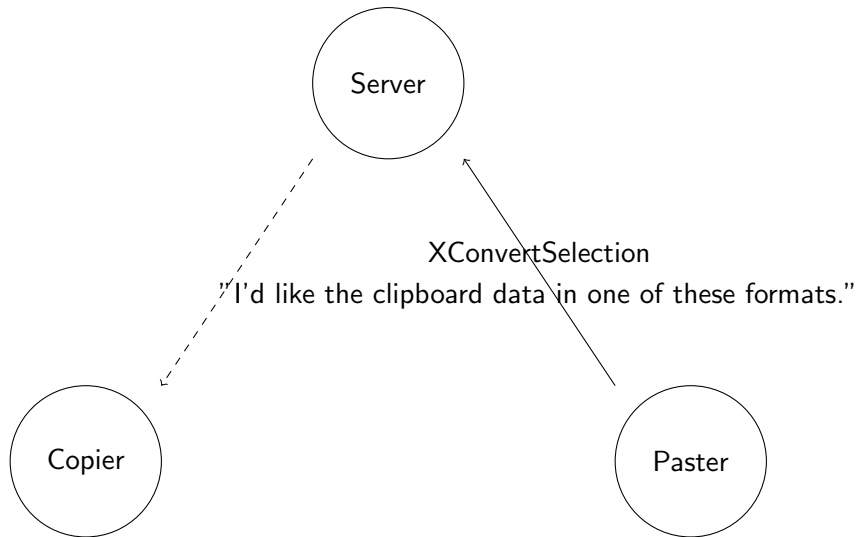 Server
XConvertSelection
”I’d like the clipboard data in one of these formats.”
Copier
Paster